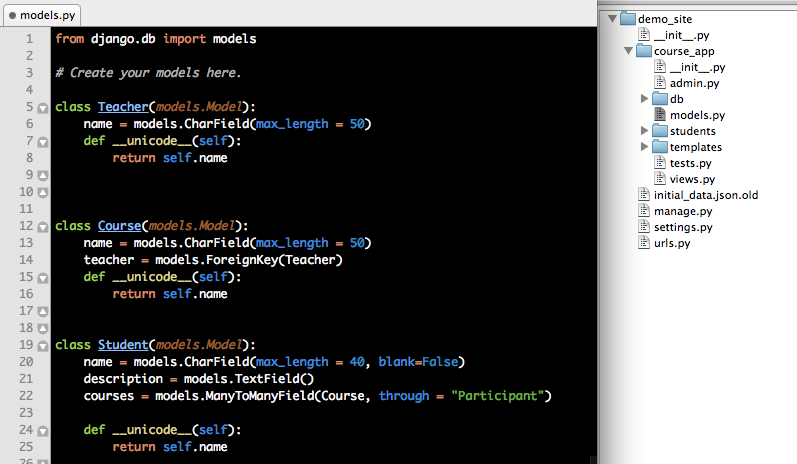 models.py
1 from django.db import models
2
3 # Create your models here.
4
5 class Teacher(models.Model):
6 name = models.CharField(max_length = 50)
7 def __unicode__(self):
8 return self.name
9
10
11
12 class Course(models.Model):
13 name = models.CharField(max_length = 50)
14 teacher = models.ForeignKey(Teacher)
15 def __unicode__(self):
16 return self.name
17
18
19 class Student(models.Model):
20 name = models.CharField(max_length = 40, blank=False)
21 description = models.TextField()
22 courses = models.ManyToManyField(Course, through = "Participant")
23
24 def __unicode__(self):
25 return self.name
26
demo_site
__init__.py
course_app
__init__.py
admin.py
db
models.py
students
templates
tests.py
views.py
initial_data.json.old
manage.py
settings.py
urls.py